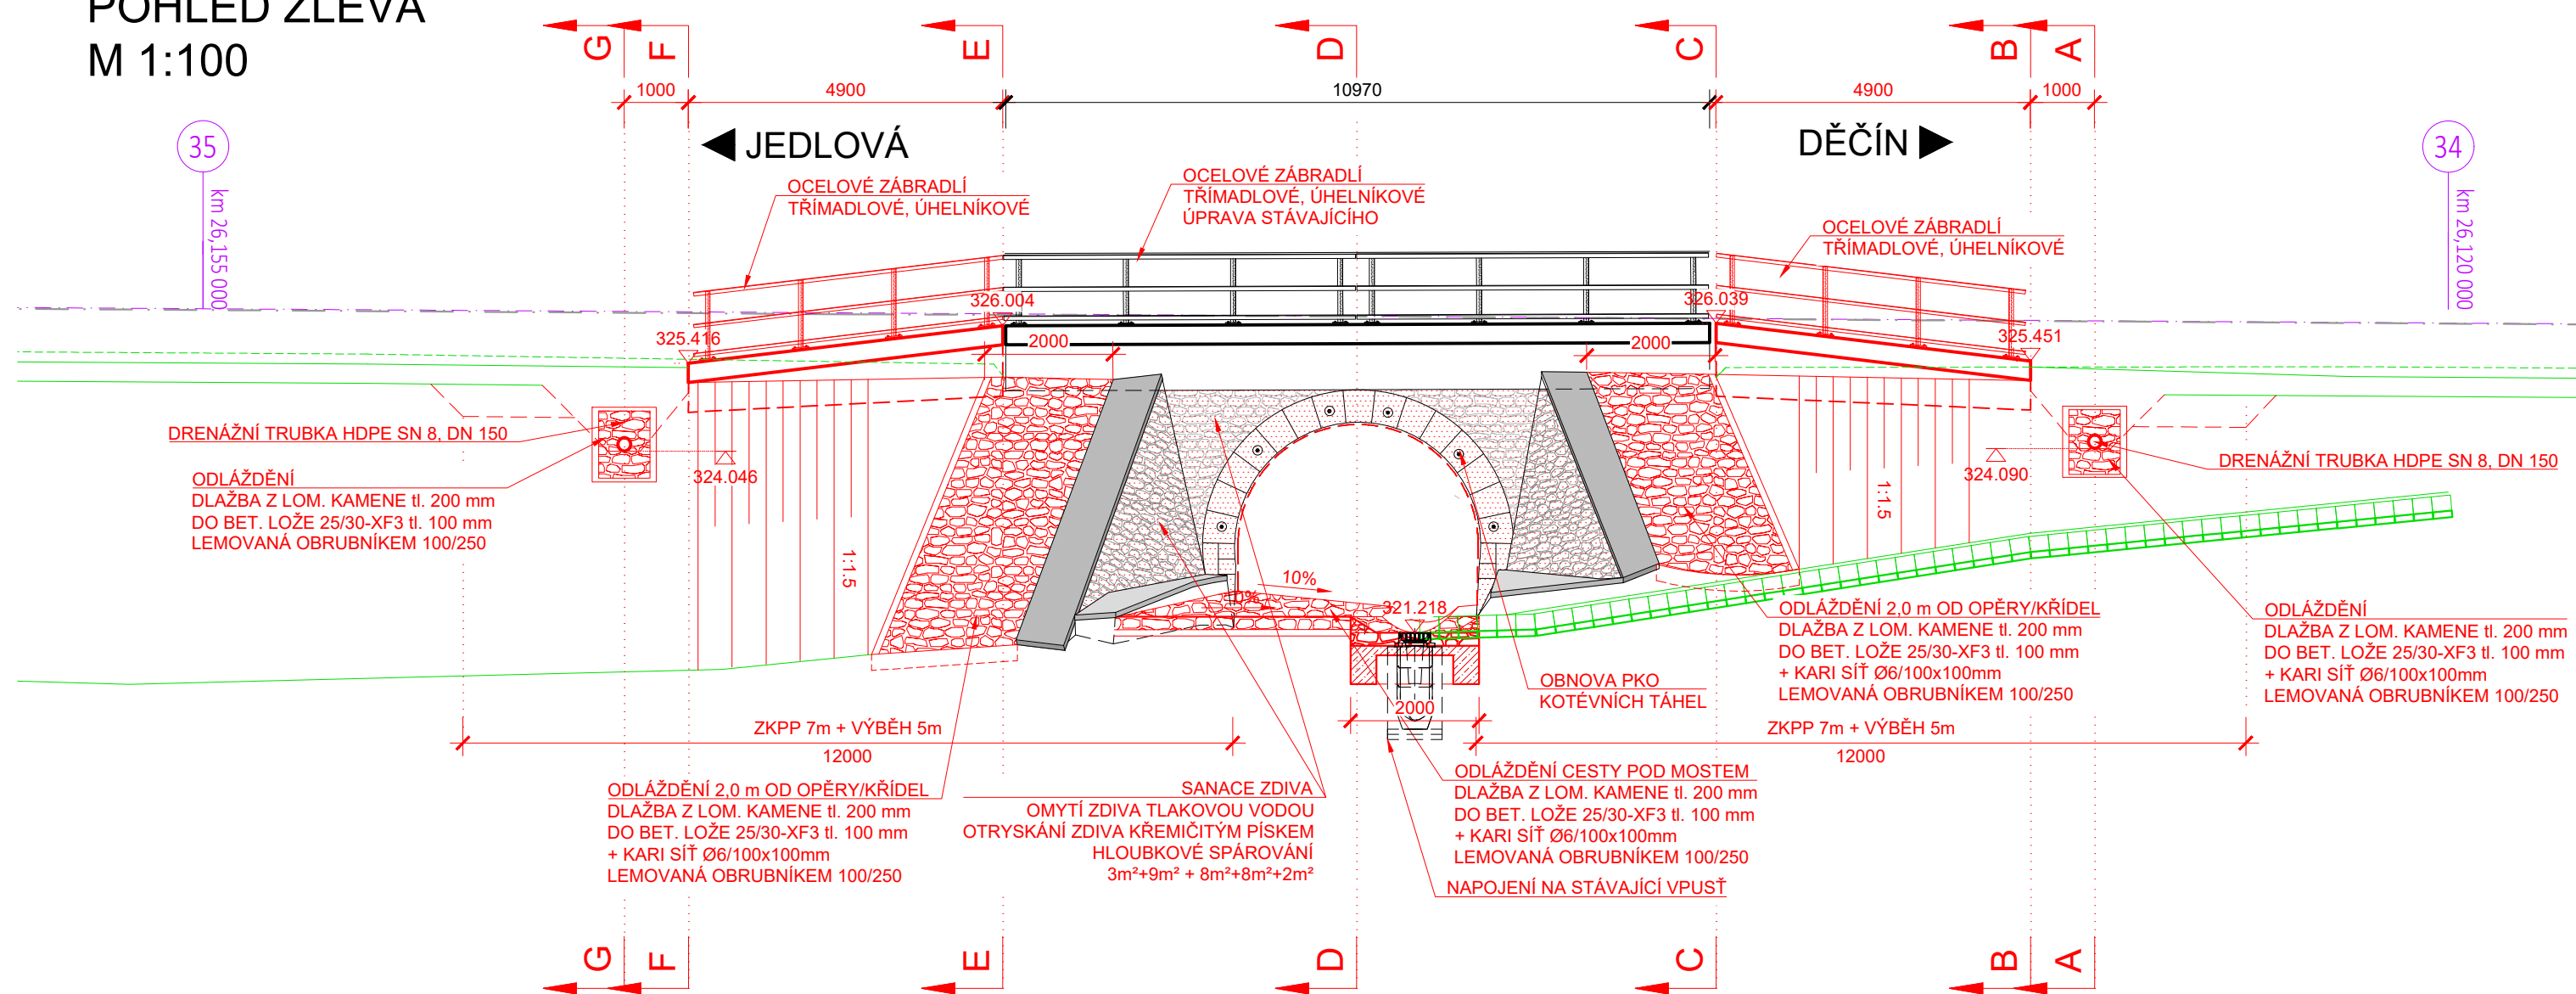 POHLED ZLEVA
M 1:100
G
F
E
D
C
B
A
1000
4900
10970
4900
1000
35
km 26,155 000
JEDLOVÁ
DĚČÍN
34
km 26,120 000
OCELOVÉ ZÁBRADLÍ
TŘÍMADLOVÉ, ÚHELNÍKOVÉ
OCELOVÉ ZÁBRADLÍ
TŘÍMADLOVÉ, ÚHELNÍKOVÉ
ÚPRAVA STÁVAJÍCÍHO
OCELOVÉ ZÁBRADLÍ
TŘÍMADLOVÉ, ÚHELNÍKOVÉ
325.416
326.004
326.039
325.451
2000
2000
DRENÁŽNÍ TRUBKA HDPE SN 8, DN 150
324.046
324.090
DRENÁŽNÍ TRUBKA HDPE SN 8, DN 150
ODLÁŽDĚNÍ
DLAŽBA Z LOM. KAMENE tl. 200 mm
DO BET. LOŽE 25/30-XF3 tl. 100 mm
LEMOVANÁ OBRUBNÍKEM 100/250
1:1.5
1:1.5
10%
0%
321.218
ODLÁŽDĚNÍ 2,0 m OD OPĚRY/KŘÍDEL
DLAŽBA Z LOM. KAMENE tl. 200 mm
DO BET. LOŽE 25/30-XF3 tl. 100 mm
+ KARI SÍŤ Ø6/100x100mm
LEMOVANÁ OBRUBNÍKEM 100/250
ODLÁŽDĚNÍ
DLAŽBA Z LOM. KAMENE tl. 200 mm
DO BET. LOŽE 25/30-XF3 tl. 100 mm
+ KARI SÍŤ Ø6/100x100mm
LEMOVANÁ OBRUBNÍKEM 100/250
OBNOVA PKO
KOTÉVNÍCH TÁHEL
2000
ZKPP 7m + VÝBĚH 5m
12000
ZKPP 7m + VÝBĚH 5m
12000
ODLÁŽDĚNÍ 2,0 m OD OPĚRY/KŘÍDEL
DLAŽBA Z LOM. KAMENE tl. 200 mm
DO BET. LOŽE 25/30-XF3 tl. 100 mm
+ KARI SÍŤ Ø6/100x100mm
LEMOVANÁ OBRUBNÍKEM 100/250
SANACE ZDIVA
OMYTÍ ZDIVA TLAKOVOU VODOU
OTRYSKÁNÍ ZDIVA KŘEMIČITÝM PÍSKEM
HLOUBKOVÉ SPÁROVÁNÍ
3m²+9m² + 8m²+8m²+2m²
ODLÁŽDĚNÍ CESTY POD MOSTEM
DLAŽBA Z LOM. KAMENE tl. 200 mm
DO BET. LOŽE 25/30-XF3 tl. 100 mm
+ KARI SÍŤ Ø6/100x100mm
LEMOVANÁ OBRUBNÍKEM 100/250
NAPOJENÍ NA STÁVAJÍCÍ VPUSŤ
G
F
E
D
C
B
A